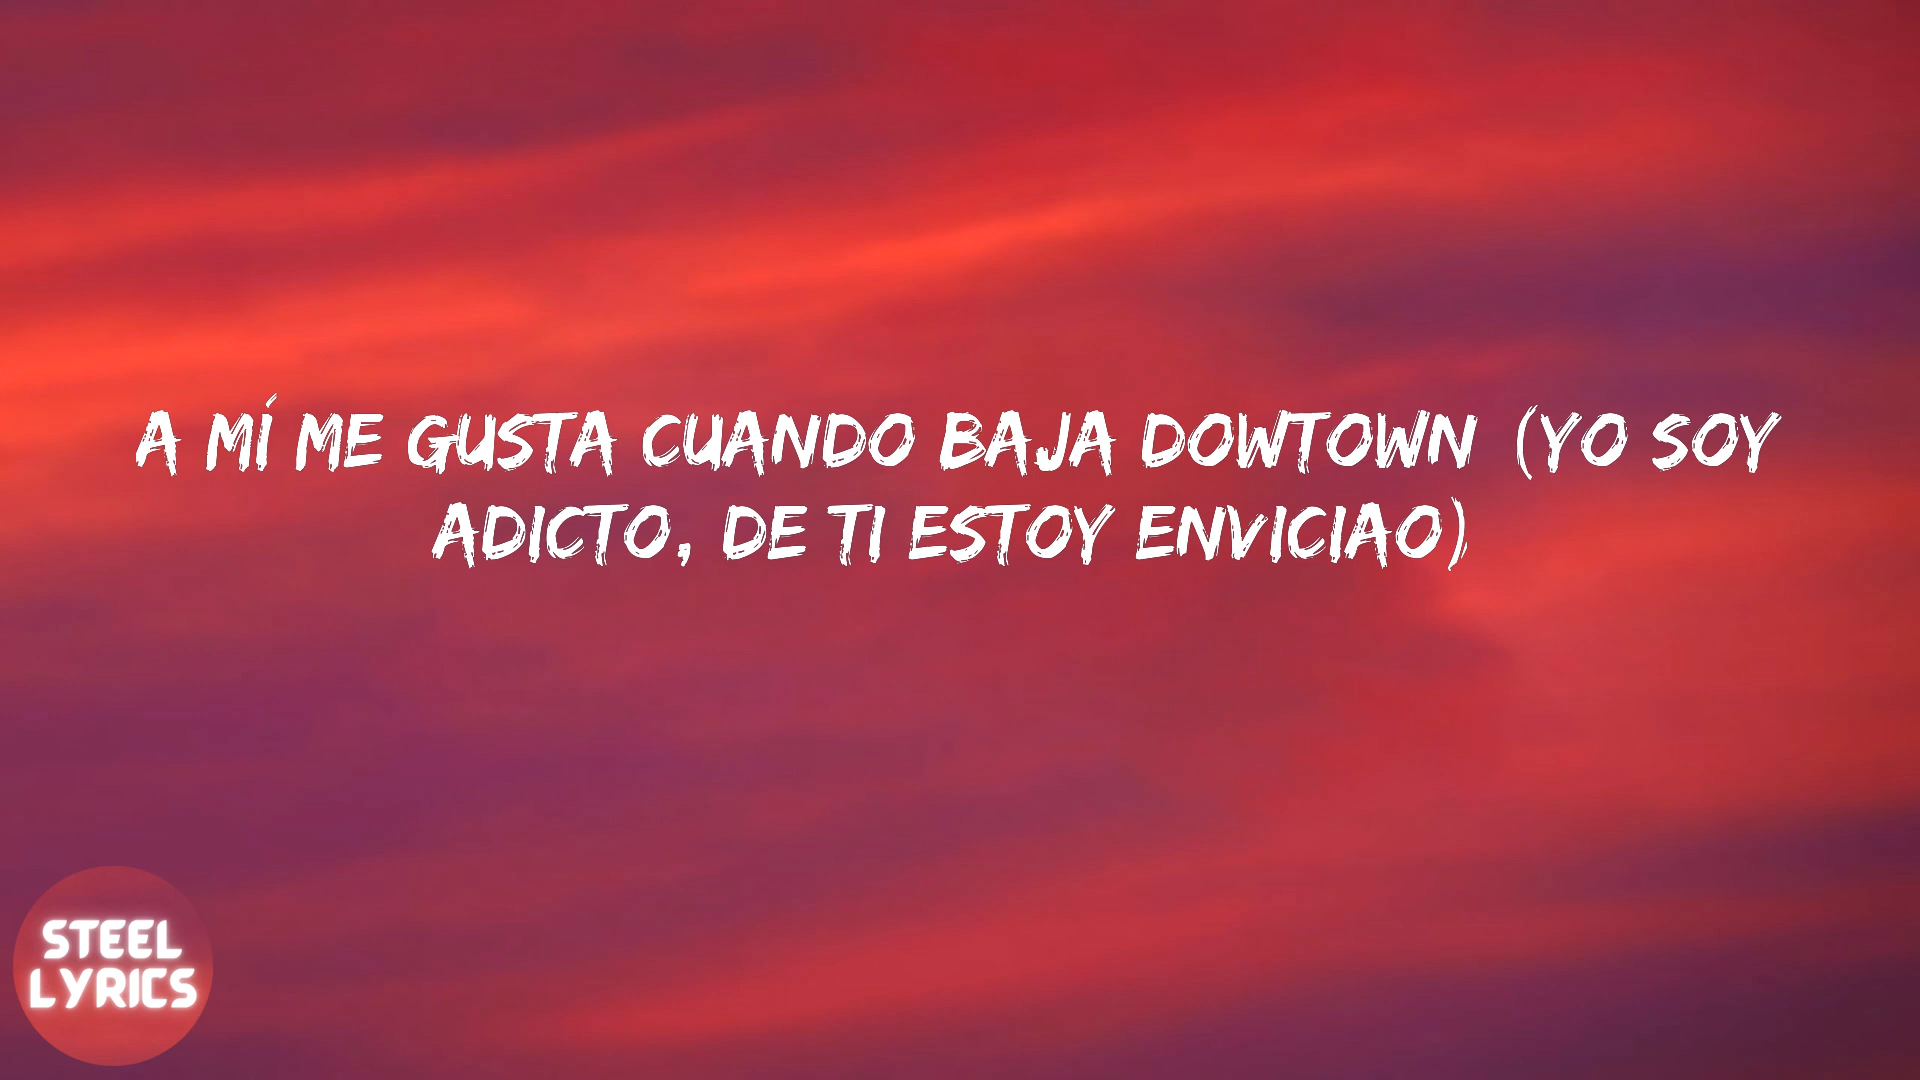 A MÍ ME GUSTA CUANDO BAJA DOWTOWN (YO SOY
ADICTO, DE TI ESTOY ENVICIAO)
STEEL
LYRICS